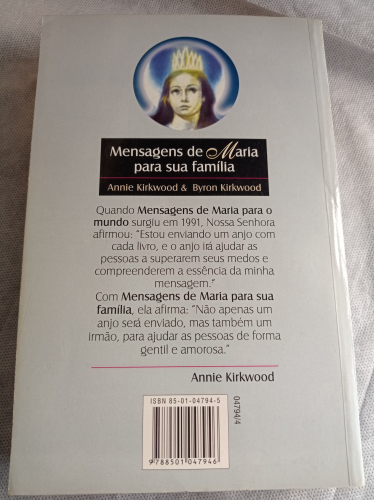 Mensagens de Maria
para sua família
Annie Kirkwood & Byron Kirkwood
Quando Mensagens de Maria para o
mundo surgiu em 1991, Nossa Senhora
afirmou: "Estou enviando um anjo com
cada livro, e o anjo irá ajudar as
pessoas a superarem seus medos e
compreenderem a essência da minha
mensagem."
Com Mensagens de Maria para sua
família, ela afirma: "Não apenas um
anjo será enviado, mas também um
irmão, para ajudar as pessoas de forma
gentil e amorosa."
Annie Kirkwood
ISBN 85-01-04794-5
9 788501 047946
04794/4